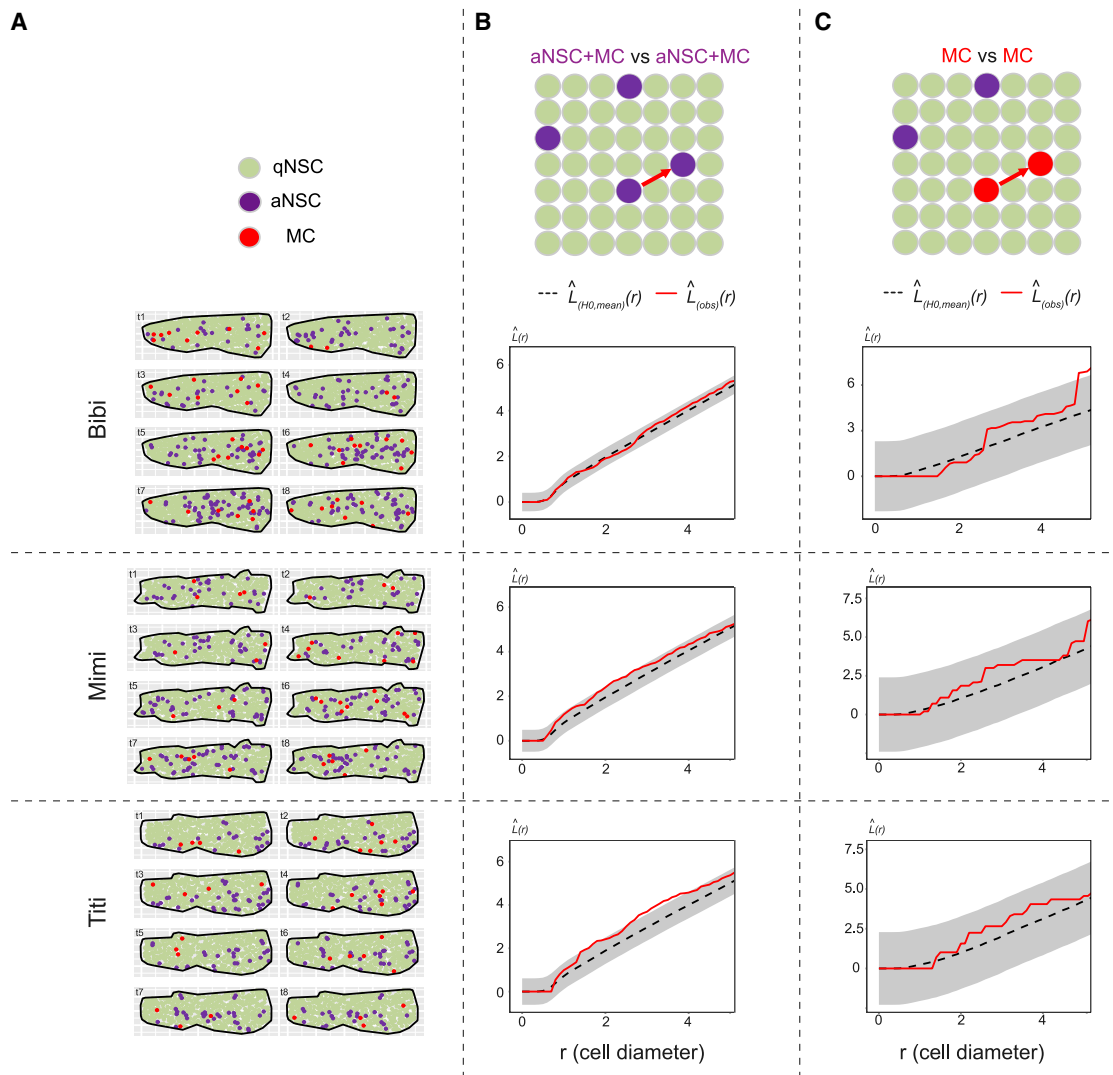 A
B
C
qNSC
aNSC
MC
aNSC+MC vs aNSC+MC
MC vs MC
L̂(H0,mean)(r) L̂(obs)(r)
L̂(H0,mean)(r) L̂(obs)(r)
Bibi
t1 t2
t3 t4
t5 t6
t7 t8
L̂(r)
6
4
2
0
0 2 4
L̂(r)
6
3
0
0 2 4
Mimi
t1 t2
t3 t4
t5 t6
t7 t8
L̂(r)
6
4
2
0
0 2 4
L̂(r)
7.5
5.0
2.5
0
0 2 4
Titi
t1 t2
t3 t4
t5 t6
t7 t8
L̂(r)
6
4
2
0
0 2 4
r (cell diameter)
L̂(r)
7.5
5.0
2.5
0
0 2 4
r (cell diameter)